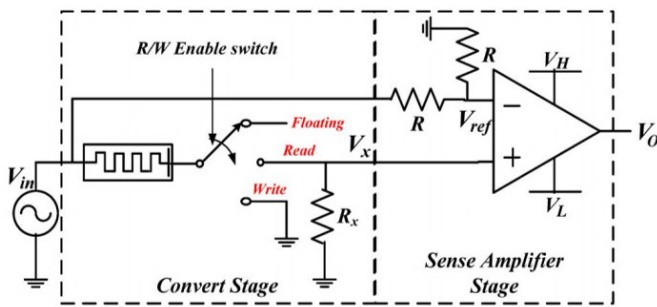 R/W Enable switch
R
V_H
Floating
R
V_ref
V_in
Read
V_x
V_O
Write
R_x
V_L
Convert Stage
Sense Amplifier
Stage